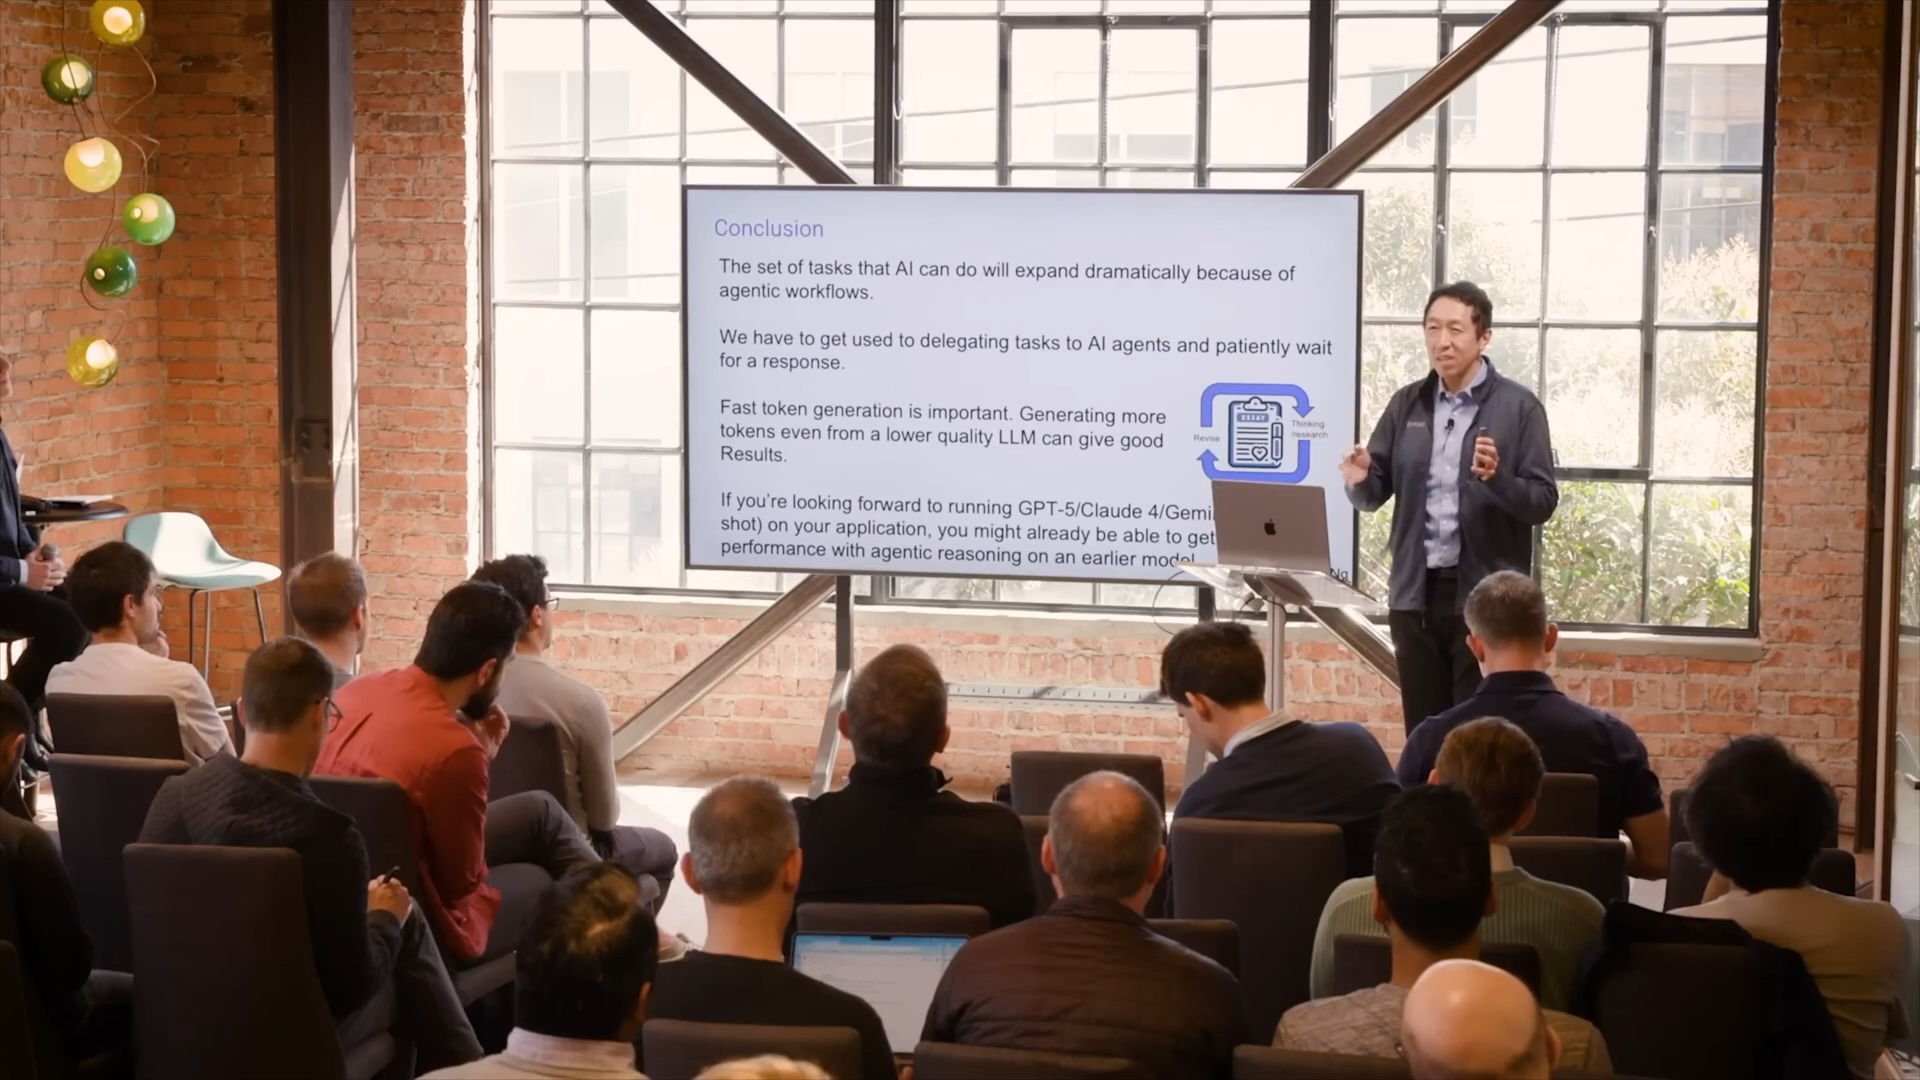 Conclusion
The set of tasks that AI can do will expand dramatically because of
agentic workflows.
We have to get used to delegating tasks to AI agents and patiently wait
for a response.
Fast token generation is important. Generating more
tokens even from a lower quality LLM can give good
Results.
ESSAY
Thinking
/research
Revise
If you're looking forward to running GPT-5/Claude 4/Gemi
shot) on your application, you might already be able to get
performance with agentic reasoning on an earlier model
Ng